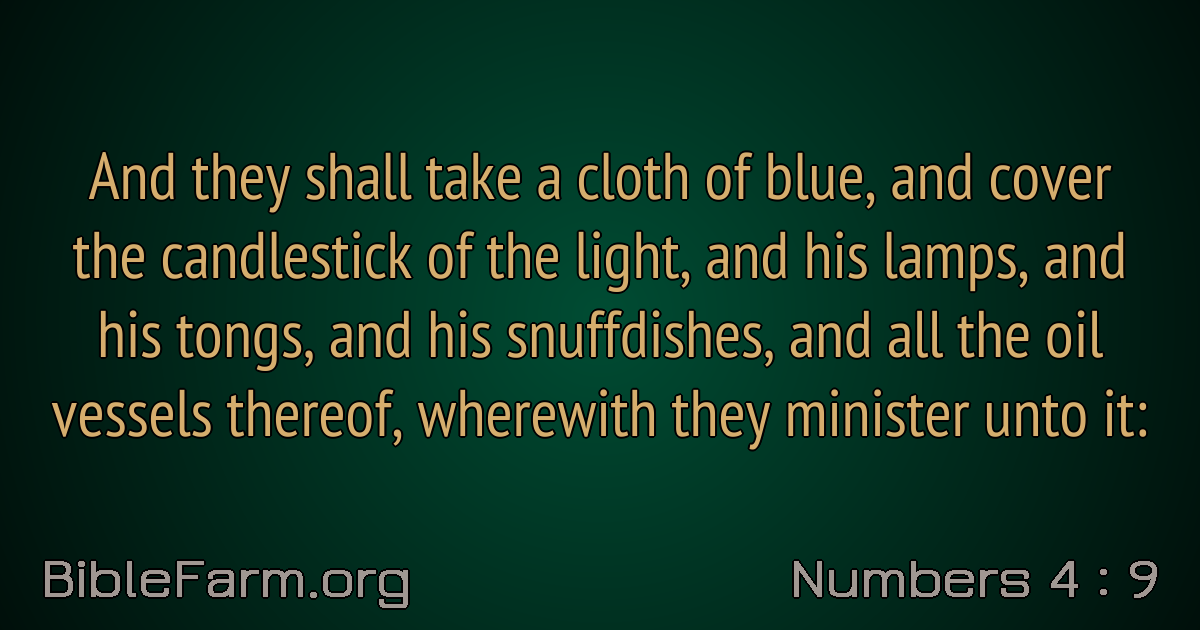 And they shall take a cloth of blue, and cover
the candlestick of the light, and his lamps, and
his tongs, and his snuffdishes, and all the oil
vessels thereof, wherewith they minister unto it:
BibleFarm.org
Numbers 4 : 9